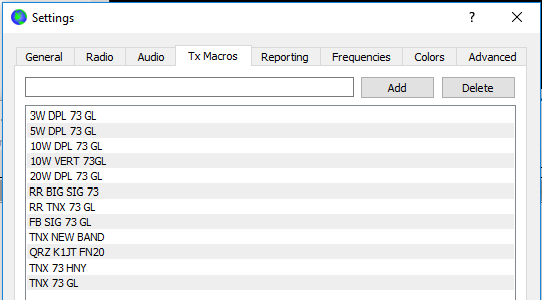 Settings
?
General Radio Audio Tx Macros Reporting Frequencies Colors Advanced
Add Delete
3W DPL 73 GL
5W DPL 73 GL
10W DPL 73 GL
10W VERT 73GL
20W DPL 73 GL
RR BIG SIG 73
RR TNX 73 GL
FB SIG 73 GL
TNX NEW BAND
QRZ K1JT FN20
TNX 73 HNY
TNX 73 GL